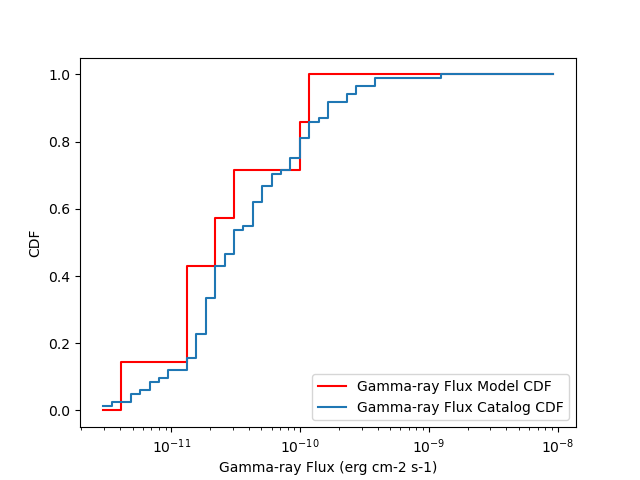 1.0
0.8
0.6
0.4
0.2
0.0
CDF
10⁻¹¹
10⁻¹⁰
10⁻⁹
10⁻⁸
Gamma-ray Flux (erg cm-2 s-1)
Gamma-ray Flux Model CDF
Gamma-ray Flux Catalog CDF